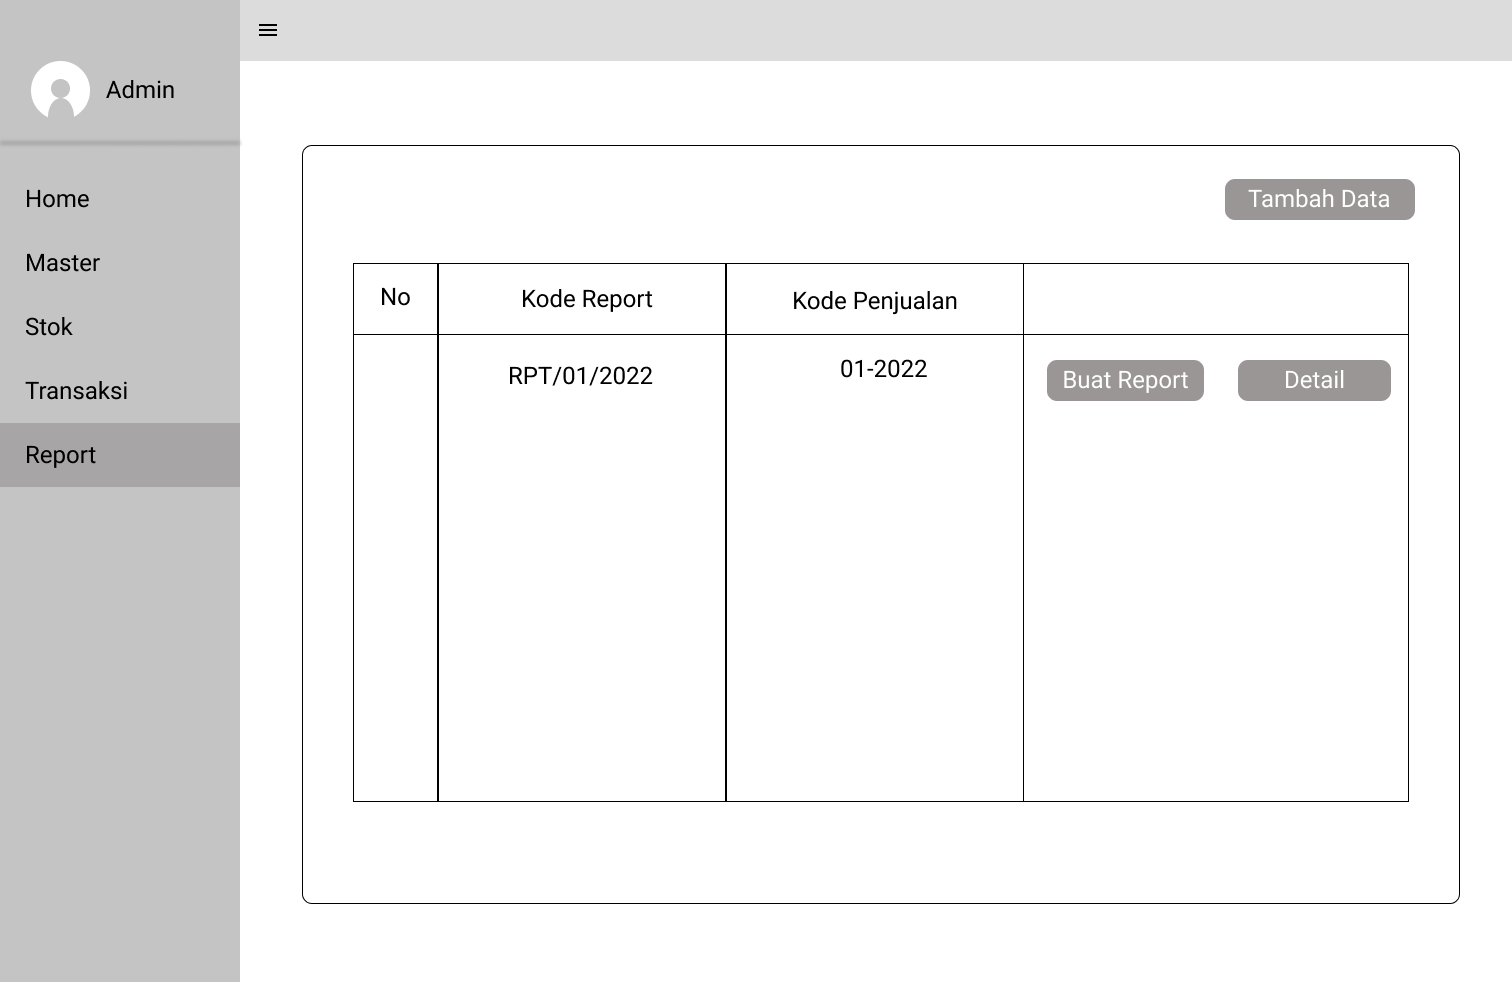 Admin
Home
Master
Stok
Transaksi
Report
Tambah Data
No
Kode Report
Kode Penjualan
RPT/01/2022
01-2022
Buat Report
Detail